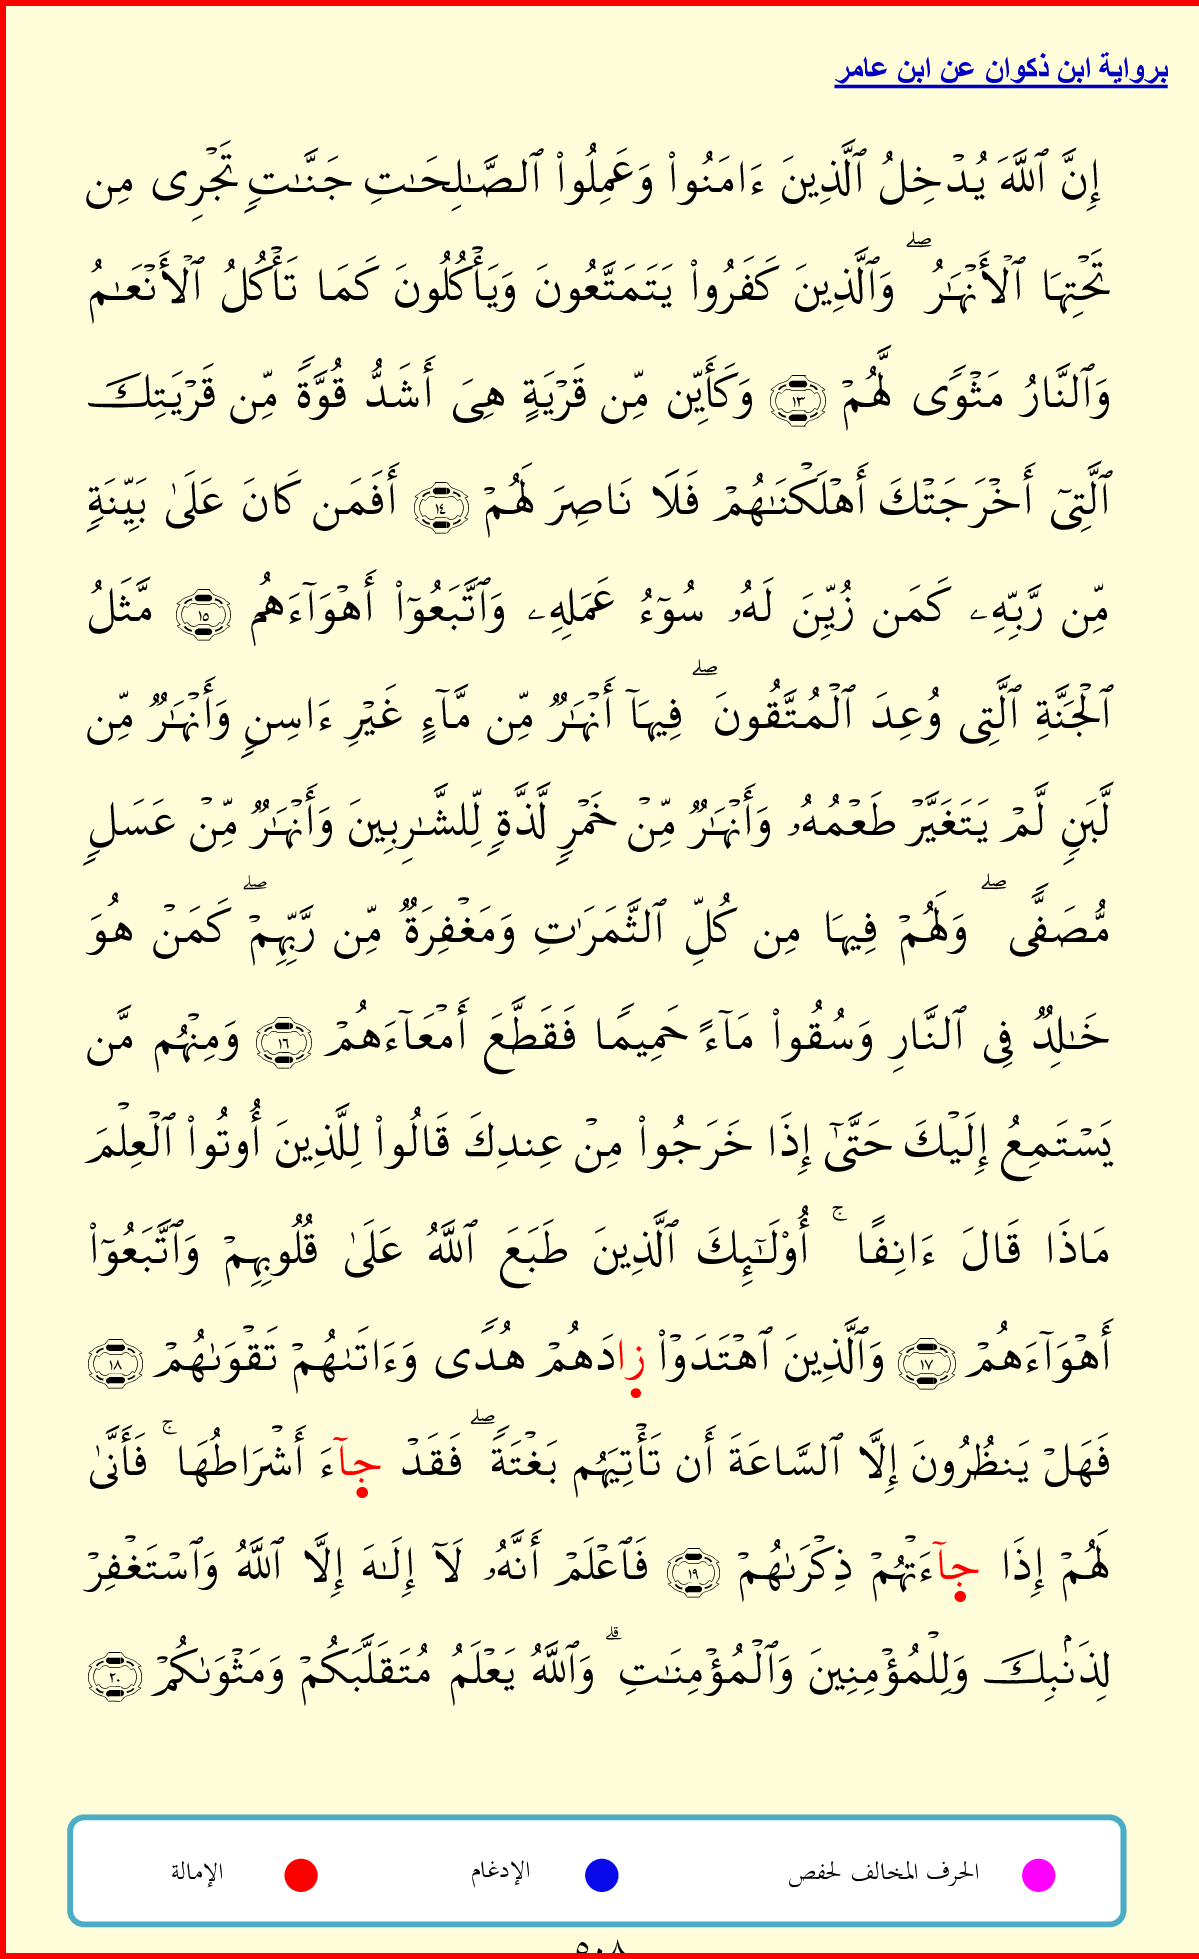 برواية ابن ذكوان عن ابن عامر
إِنَّ ٱللَّهَ يُدْخِلُ ٱلَّذِينَ ءَامَنُوا۟ وَعَمِلُوا۟ ٱلصَّـٰلِحَـٰتِ جَنَّـٰتٍ تَجْرِى مِن
تَحْتِهَا ٱلْأَنْهَـٰرُ ۖ وَٱلَّذِينَ كَفَرُوا۟ يَتَمَتَّعُونَ وَيَأْكُلُونَ كَمَا تَأْكُلُ ٱلْأَنْعَـٰمُ
وَٱلنَّارُ مَثْوًى لَّهُمْ ١٣ وَكَأَيِّن مِّن قَرْيَةٍ هِىَ أَشَدُّ قُوَّةً مِّن قَرْيَتِكَ
ٱلَّتِىٓ أَخْرَجَتْكَ أَهْلَكْنَـٰهُمْ فَلَا نَاصِرَ لَهُمْ ١٤ أَفَمَن كَانَ عَلَىٰ بَيِّنَةٍ
مِّن رَّبِّهِۦ كَمَن زُيِّنَ لَهُۥ سُوٓءُ عَمَلِهِۦ وَٱتَّبَعُوٓا۟ أَهْوَآءَهُم ١٥ مَّثَلُ
ٱلْجَنَّةِ ٱلَّتِى وُعِدَ ٱلْمُتَّقُونَ ۖ فِيهَآ أَنْهَـٰرٌ مِّن مَّآءٍ غَيْرِ ءَاسِنٍ وَأَنْهَـٰرٌ مِّن
لَّبَنٍ لَّمْ يَتَغَيَّرْ طَعْمُهُۥ وَأَنْهَـٰرٌ مِّنْ خَمْرٍ لَّذَّةٍ لِّلشَّـٰرِبِينَ وَأَنْهَـٰرٌ مِّنْ عَسَلٍ
مُّصَفًّى ۖ وَلَهُمْ فِيهَا مِن كُلِّ ٱلثَّمَرَٰتِ وَمَغْفِرَةٌ مِّن رَّبِّهِمْ ۖ كَمَنْ هُوَ
خَـٰلِدٌ فِى ٱلنَّارِ وَسُقُوا۟ مَآءً حَمِيمًا فَقَطَّعَ أَمْعَآءَهُمْ ١٦ وَمِنْهُم مَّن
يَسْتَمِعُ إِلَيْكَ حَتَّىٰٓ إِذَا خَرَجُوا۟ مِنْ عِندِكَ قَالُوا۟ لِلَّذِينَ أُوتُوا۟ ٱلْعِلْمَ
مَاذَا قَالَ ءَانِفًا ۚ أُو۟لَـٰٓئِكَ ٱلَّذِينَ طَبَعَ ٱللَّهُ عَلَىٰ قُلُوبِهِمْ وَٱتَّبَعُوٓا۟
أَهْوَآءَهُمْ ١٧ وَٱلَّذِينَ ٱهْتَدَوْا۟ زَادَهُمْ هُدًى وَءَاتَىٰهُمْ تَقْوَىٰهُمْ ١٨
فَهَلْ يَنظُرُونَ إِلَّا ٱلسَّاعَةَ أَن تَأْتِيَهُم بَغْتَةً ۖ فَقَدْ جَآءَ أَشْرَاطُهَا ۚ فَأَنَّىٰ
لَهُمْ إِذَا جَآءَتْهُمْ ذِكْرَىٰهُمْ ١٩ فَٱعْلَمْ أَنَّهُۥ لَآ إِلَـٰهَ إِلَّا ٱللَّهُ وَٱسْتَغْفِرْ
لِذَنۢبِكَ وَلِلْمُؤْمِنِينَ وَٱلْمُؤْمِنَـٰتِ ۗ وَٱللَّهُ يَعْلَمُ مُتَقَلَّبَكُمْ وَمَثْوَىٰكُمْ ٢٠
الحرف المخالف لحفص الإدغام الإمالة
٥٠٨